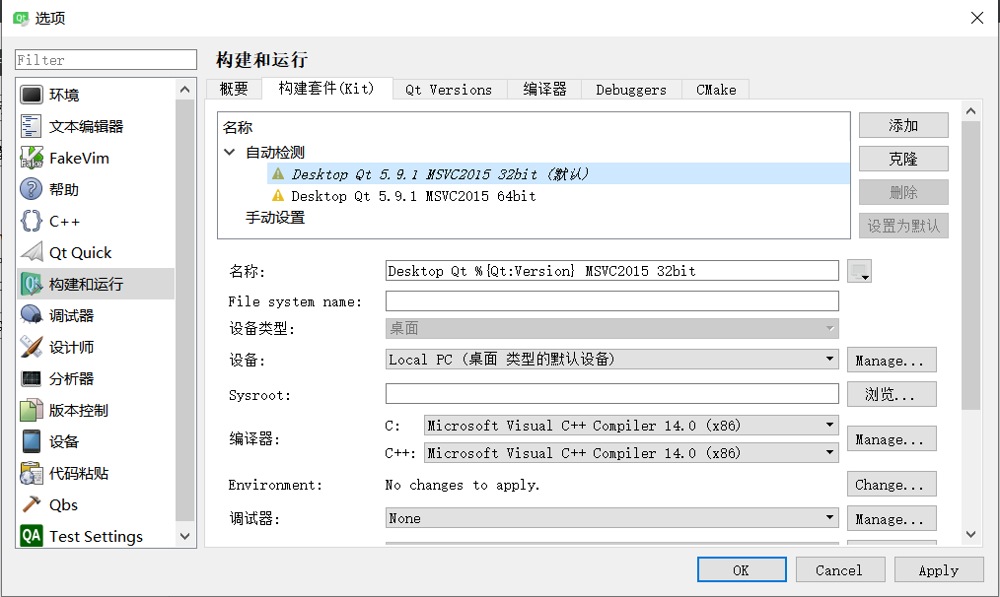 选项
Filter
环境
文本编辑器
FakeVim
帮助
C++
Qt Quick
构建和运行
调试器
设计师
分析器
版本控制
设备
代码粘贴
Qbs
Test Settings
构建和运行
概要 构建套件(Kit) Qt Versions 编译器 Debuggers CMake
名称
自动检测
Desktop Qt 5.9.1 MSVC2015 32bit (默认)
Desktop Qt 5.9.1 MSVC2015 64bit
手动设置
添加
克隆
删除
设置为默认
名称: Desktop Qt %{Qt:Version} MSVC2015 32bit
File system name:
设备类型: 桌面
设备: Local PC (桌面 类型的默认设备) Manage...
Sysroot: 浏览...
编译器: C: Microsoft Visual C++ Compiler 14.0 (x86)
C++: Microsoft Visual C++ Compiler 14.0 (x86) Manage...
Environment: No changes to apply. Change...
调试器: None Manage...
OK Cancel Apply